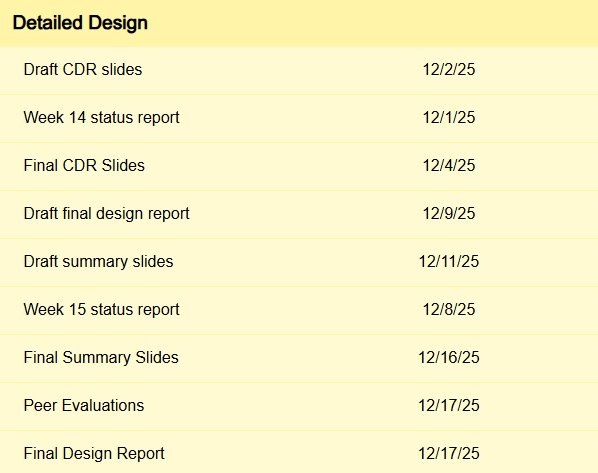 Detailed Design
Draft CDR slides 12/2/25
Week 14 status report 12/1/25
Final CDR Slides 12/4/25
Draft final design report 12/9/25
Draft summary slides 12/11/25
Week 15 status report 12/8/25
Final Summary Slides 12/16/25
Peer Evaluations 12/17/25
Final Design Report 12/17/25